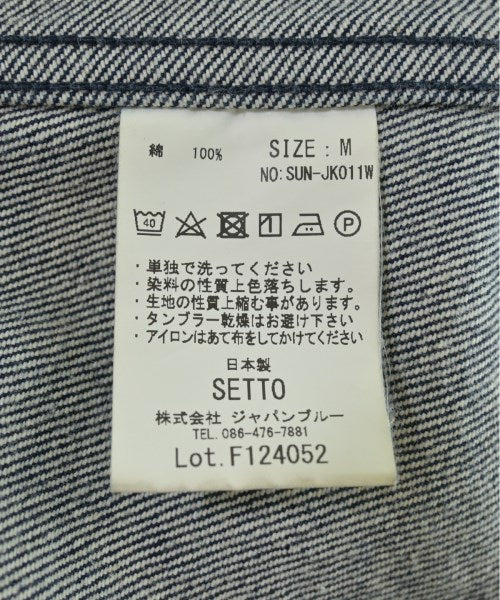 綿 100% SIZE : M
NO:SUN-JK011W
40 P
・単独で洗ってください
・染料の性質上色落ちします。
・生地の性質上縮む事があります。
・タンブラー乾燥はお避け下さい
・アイロンはあて布をしてかけてください
日本製
SETTO
株式会社 ジャパンブルー
TEL. 086-476-7881
Lot.F124052